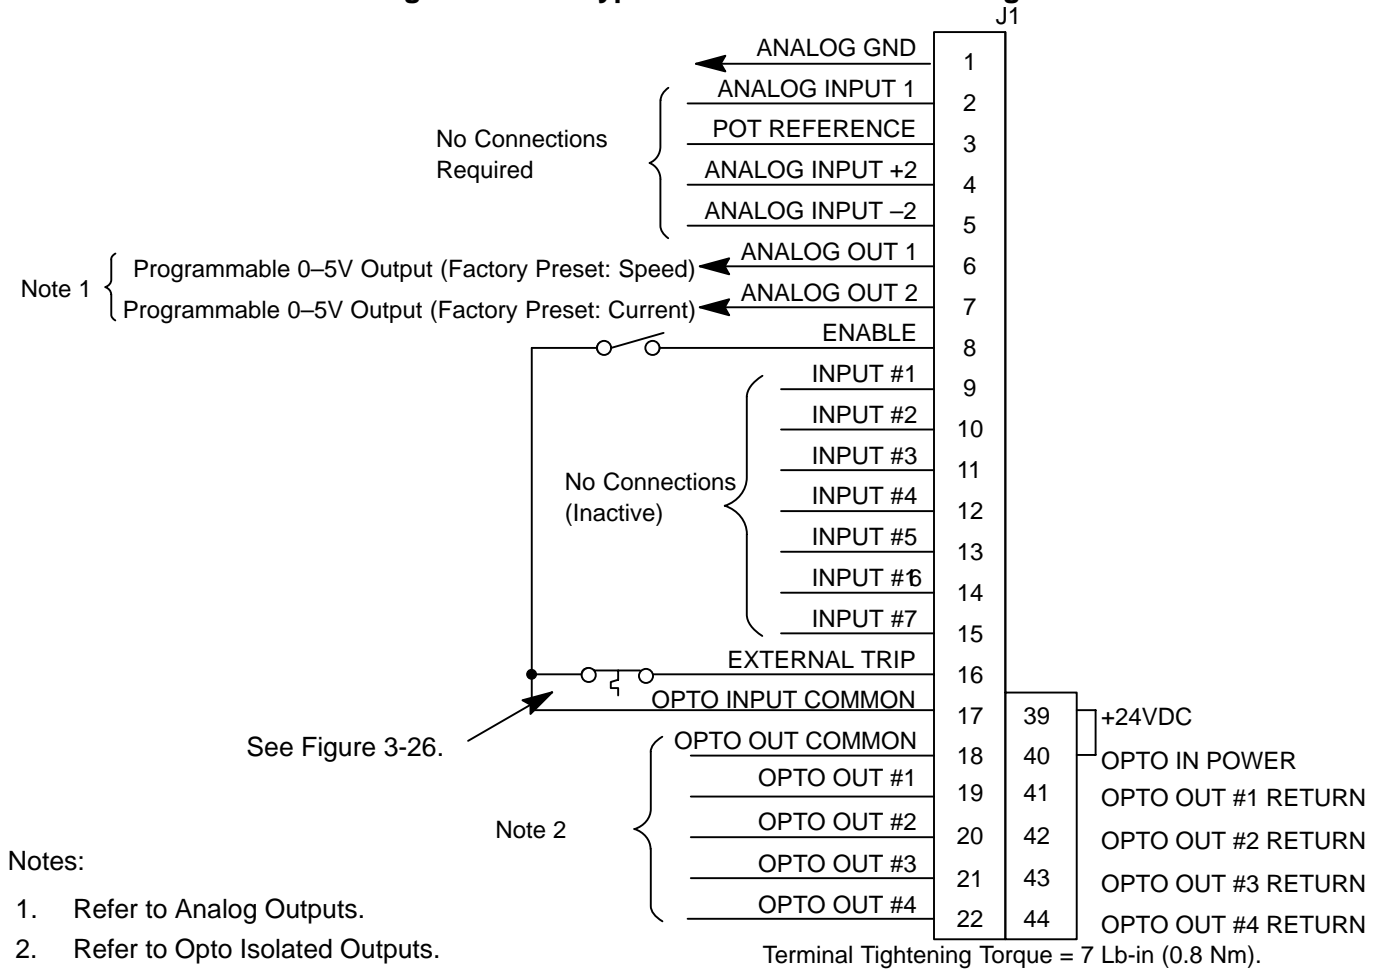 J1
ANALOG GND 1
ANALOG INPUT 1 2
No Connections
Required
POT REFERENCE 3
ANALOG INPUT +2 4
ANALOG INPUT –2 5
Note 1
Programmable 0–5V Output (Factory Preset: Speed) ANALOG OUT 1 6
Programmable 0–5V Output (Factory Preset: Current) ANALOG OUT 2 7
ENABLE 8
INPUT #1 9
INPUT #2 10
INPUT #3 11
No Connections
(Inactive)
INPUT #4 12
INPUT #5 13
INPUT #6 14
INPUT #7 15
EXTERNAL TRIP 16
OPTO INPUT COMMON 17 39 +24VDC
See Figure 3-26.
OPTO OUT COMMON 18 40 OPTO IN POWER
OPTO OUT #1 19 41 OPTO OUT #1 RETURN
Note 2
OPTO OUT #2 20 42 OPTO OUT #2 RETURN
OPTO OUT #3 21 43 OPTO OUT #3 RETURN
OPTO OUT #4 22 44 OPTO OUT #4 RETURN
Notes:
1. Refer to Analog Outputs.
2. Refer to Opto Isolated Outputs.
Terminal Tightening Torque = 7 Lb-in (0.8 Nm).